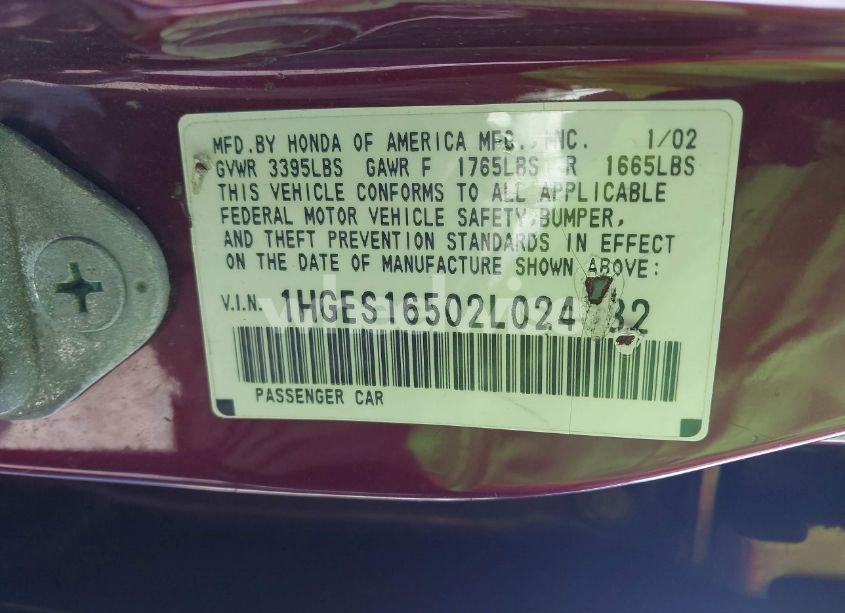 MFD. BY HONDA OF AMERICA MFG., INC. 1/02
GVWR 3395LBS GAWR F 1765LBS R 1665LBS
THIS VEHICLE CONFORMS TO ALL APPLICABLE
FEDERAL MOTOR VEHICLE SAFETY, BUMPER,
AND THEFT PREVENTION STANDARDS IN EFFECT
ON THE DATE OF MANUFACTURE SHOWN ABOVE:
V.I.N.
PASSENGER CAR